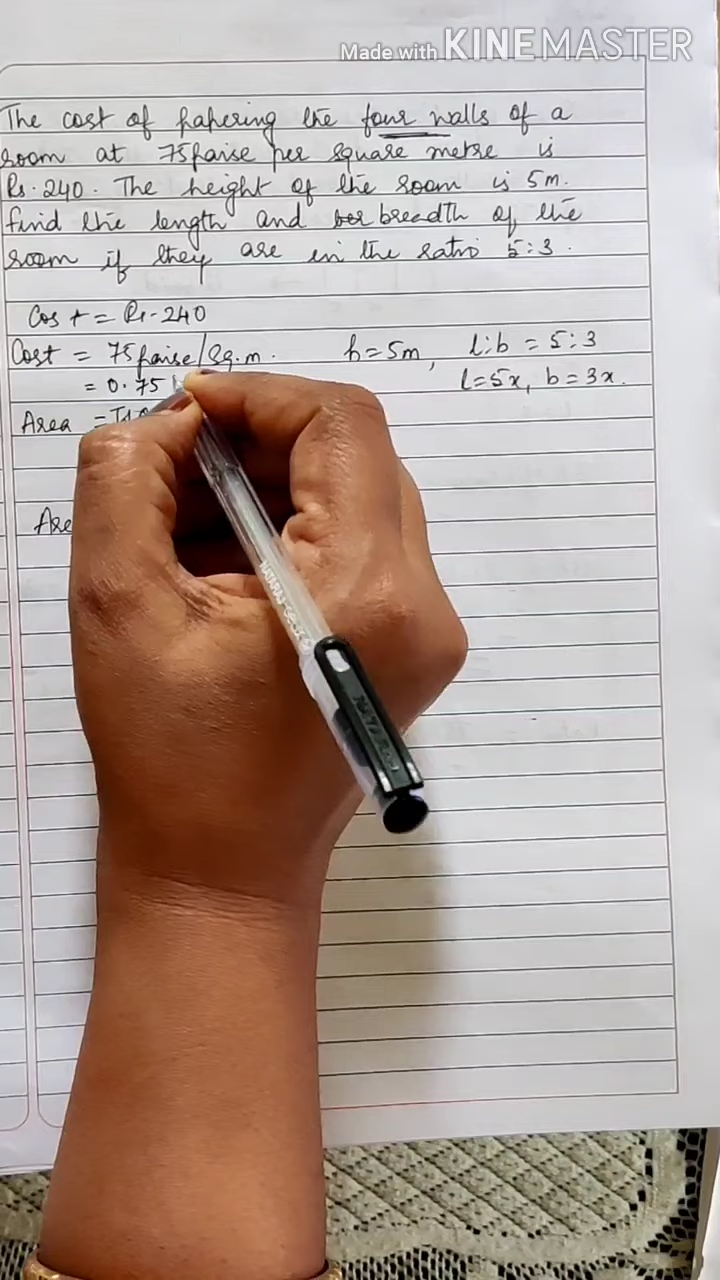 Made with KINEMASTER
The cost of papering the four walls of a
room at 75paise per square metre is
Rs.240. The height of the room is 5m.
find the length and ber breadth of the
room if they are in the ratio 5:3.
Cost = Rs-240
Cost = 75paise/sq.m. h=5m, l:b = 5:3
= 0.75 l=5x, b=3x.
Area =
Are